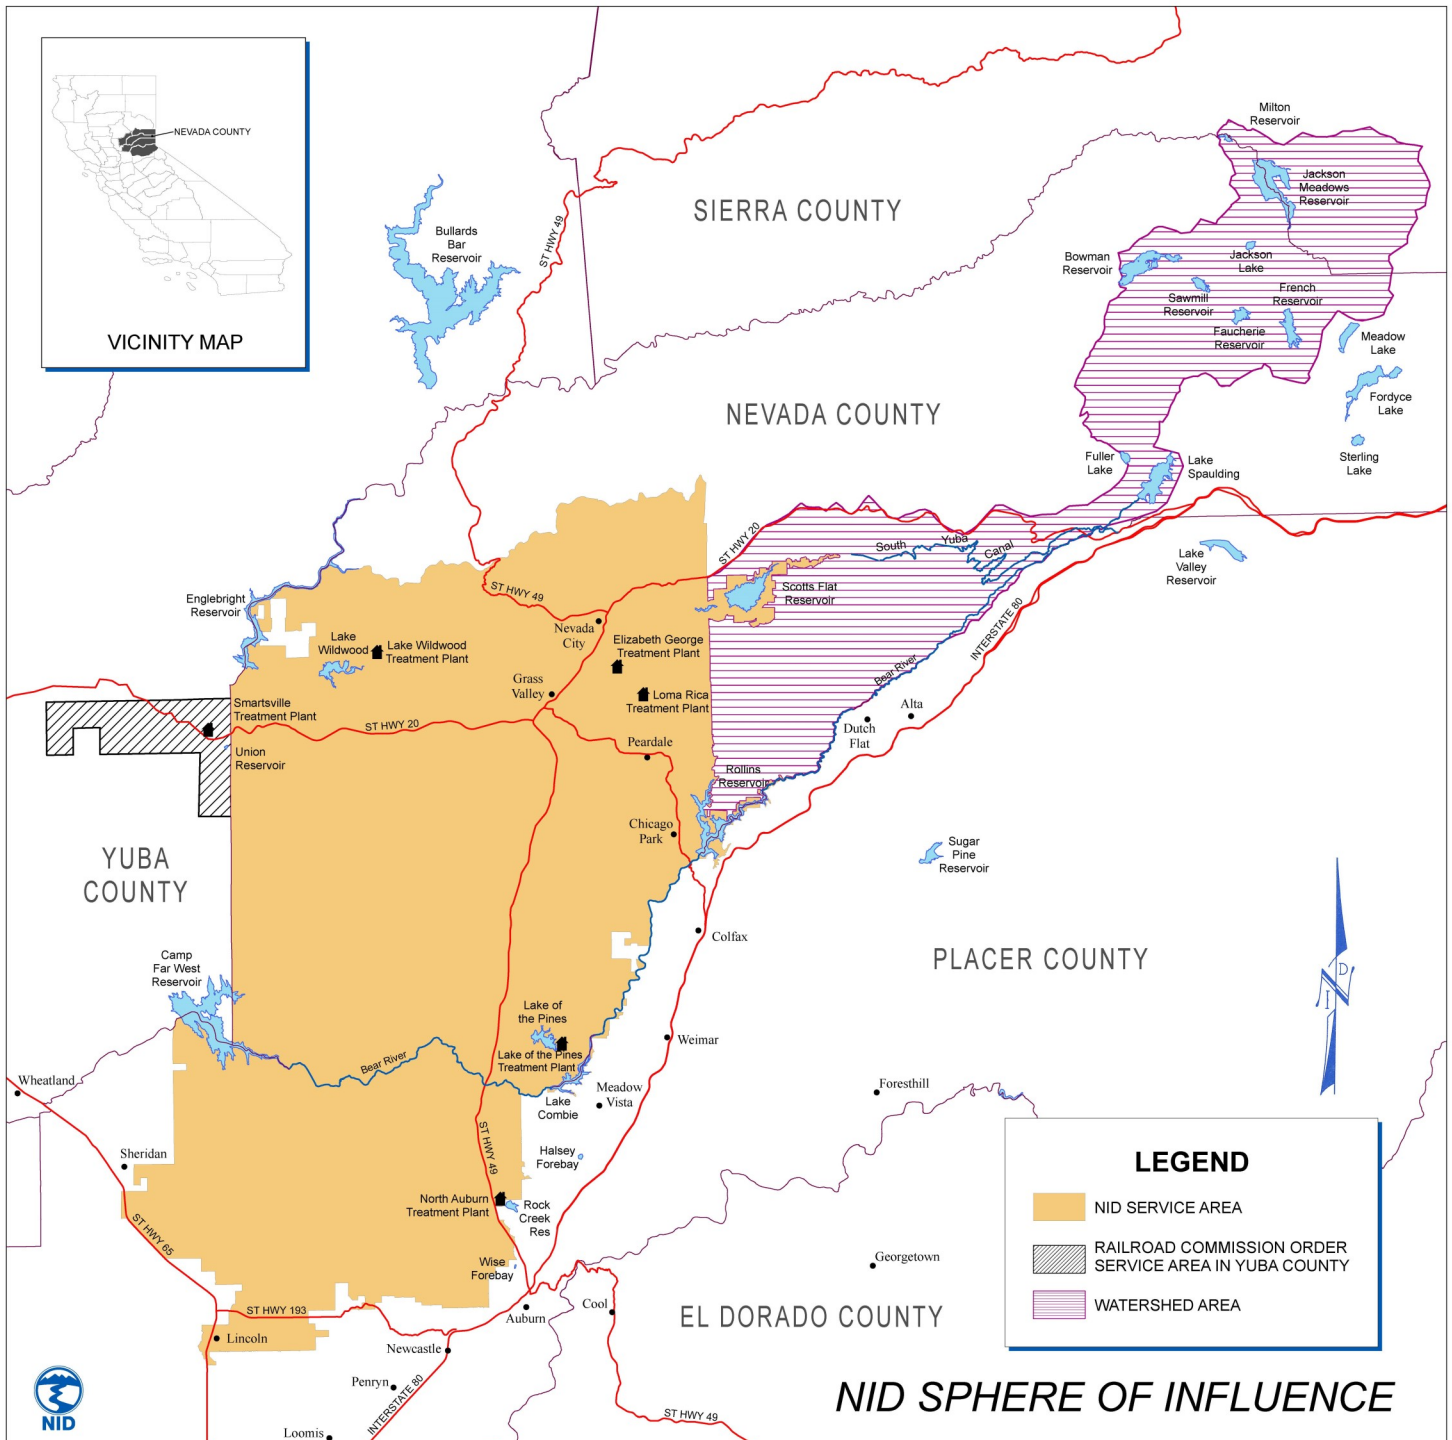 NEVADA COUNTY
VICINITY MAP
Milton
Reservoir
Jackson
Meadows
Reservoir
SIERRA COUNTY
ST HWY 49
Bullards
Bar
Reservoir
Bowman
Reservoir
Jackson
Lake
Sawmill
Reservoir
French
Reservoir
Faucherie
Reservoir
Meadow
Lake
Fordyce
Lake
Sterling
Lake
NEVADA COUNTY
Fuller
Lake
Lake
Spaulding
ST HWY 20
South Yuba Canal
Lake
Valley
Reservoir
Scotts Flat
Reservoir
Englebright
Reservoir
ST HWY 49
Nevada
City
Lake
Wildwood
Lake Wildwood
Treatment Plant
Elizabeth George
Treatment Plant
INTERSTATE 80
Bear River
Grass
Valley
Loma Rica
Treatment Plant
Smartsville
Treatment Plant
ST HWY 20
Alta
Dutch
Flat
Union
Reservoir
Peardale
Rollins
Reservoir
Chicago
Park
YUBA
COUNTY
Sugar
Pine
Reservoir
Colfax
PLACER COUNTY
Camp
Far West
Reservoir
N
I
D
Lake of
the Pines
Lake of the Pines
Treatment Plant
Weimar
Bear River
Wheatland
Lake
Combie
Meadow
Vista
Foresthill
ST HWY 49
Sheridan
Halsey
Forebay
LEGEND
NID SERVICE AREA
RAILROAD COMMISSION ORDER
SERVICE AREA IN YUBA COUNTY
WATERSHED AREA
North Auburn
Treatment Plant
Rock
Creek
Res
ST HWY 65
Wise
Forebay
Georgetown
ST HWY 193
Auburn
Cool
EL DORADO COUNTY
Lincoln
Newcastle
Penryn
INTERSTATE 80
Loomis
ST HWY 49
NID SPHERE OF INFLUENCE
NID